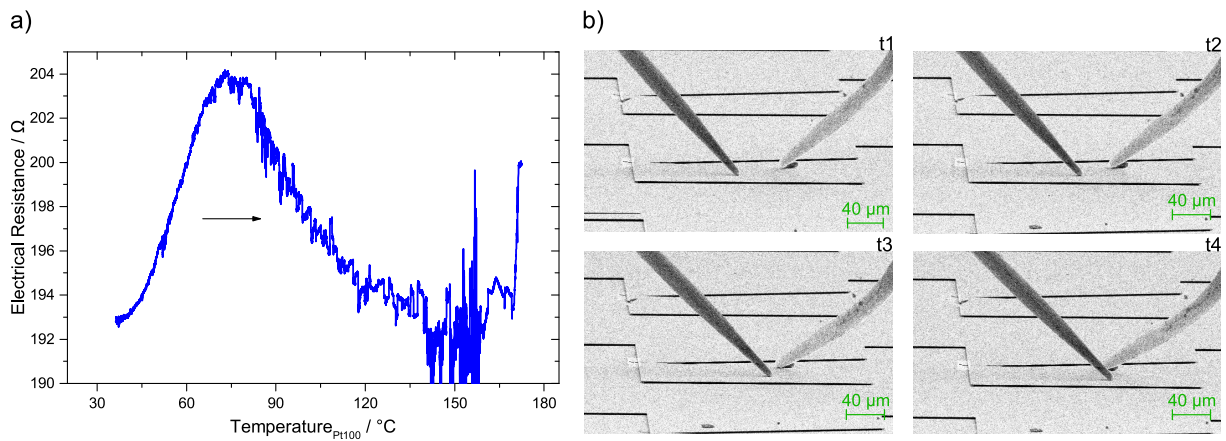 a)
b)
Electrical Resistance / Ω
204
202
200
198
196
194
192
190
30
60
90
120
150
180
Temperature_Pt100 / °C
t1
40 µm
t2
40 µm
t3
40 µm
t4
40 µm